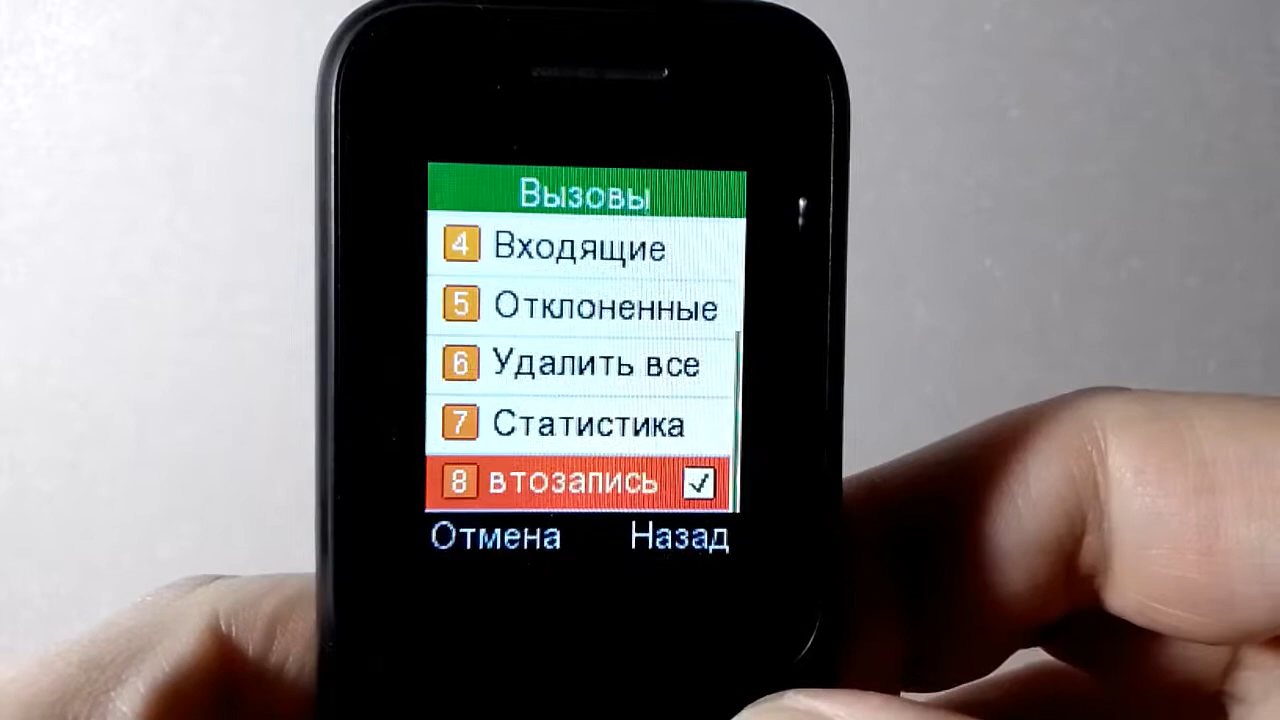 Вызовы
4 Входящие
5 Отклоненные
6 Удалить все
7 Статистика
8 втозапись
Отмена Назад